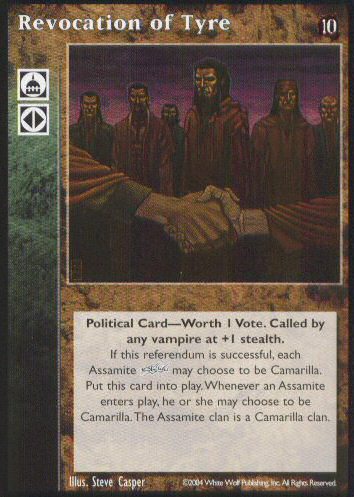 Revocation of Tyre
10
Political Card—Worth 1 Vote. Called by
any vampire at +1 stealth.
If this referendum is successful, each
Assamite may choose to be Camarilla.
Put this card into play. Whenever an Assamite
enters play, he or she may choose to be
Camarilla. The Assamite clan is a Camarilla clan.
Illus. Steve Casper
©2004 White Wolf Publishing, Inc. All Rights Reserved.